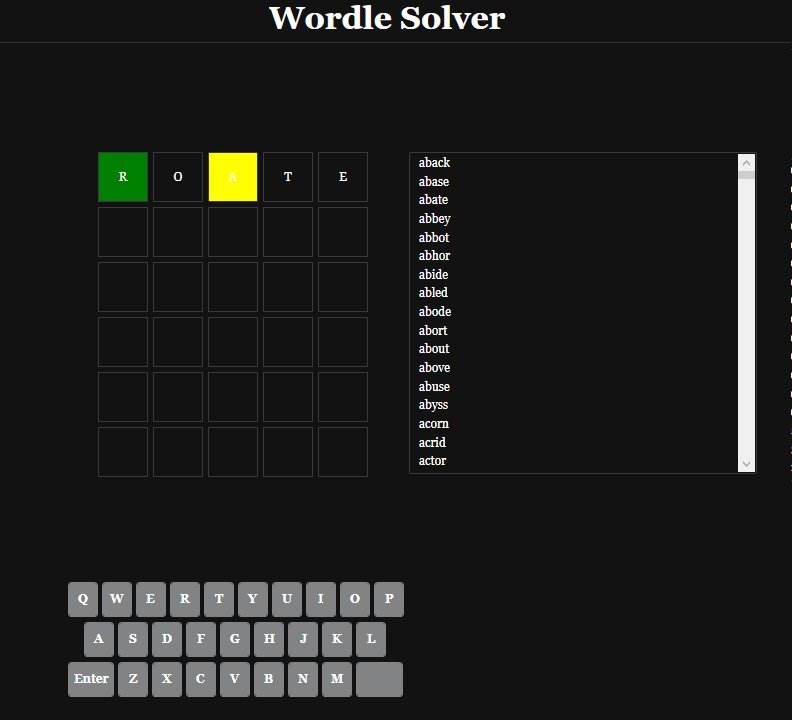 Wordle Solver
R O A T E
aback
abase
abate
abbey
abbot
abhor
abide
abled
abode
abort
about
above
abuse
abyss
acorn
acrid
actor
Q W E R T Y U I O P
A S D F G H J K L
Enter Z X C V B N M